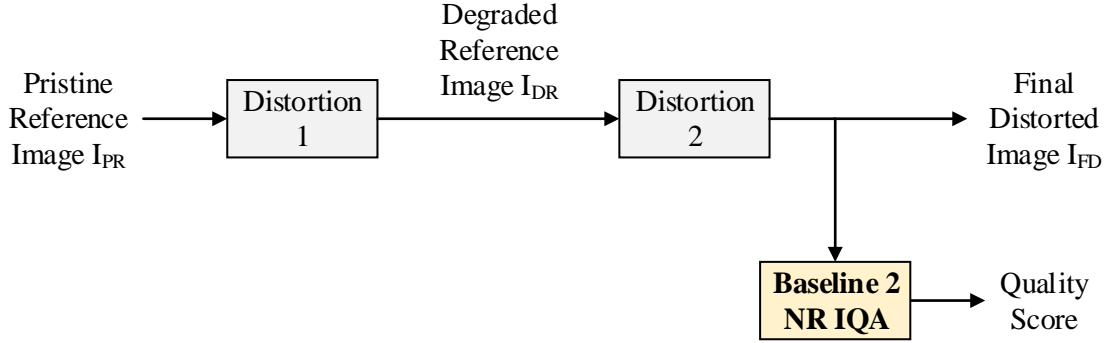 Pristine
Reference
Image I_PR
Distortion
1
Degraded
Reference
Image I_DR
Distortion
2
Final
Distorted
Image I_FD
Baseline 2
NR IQA
Quality
Score